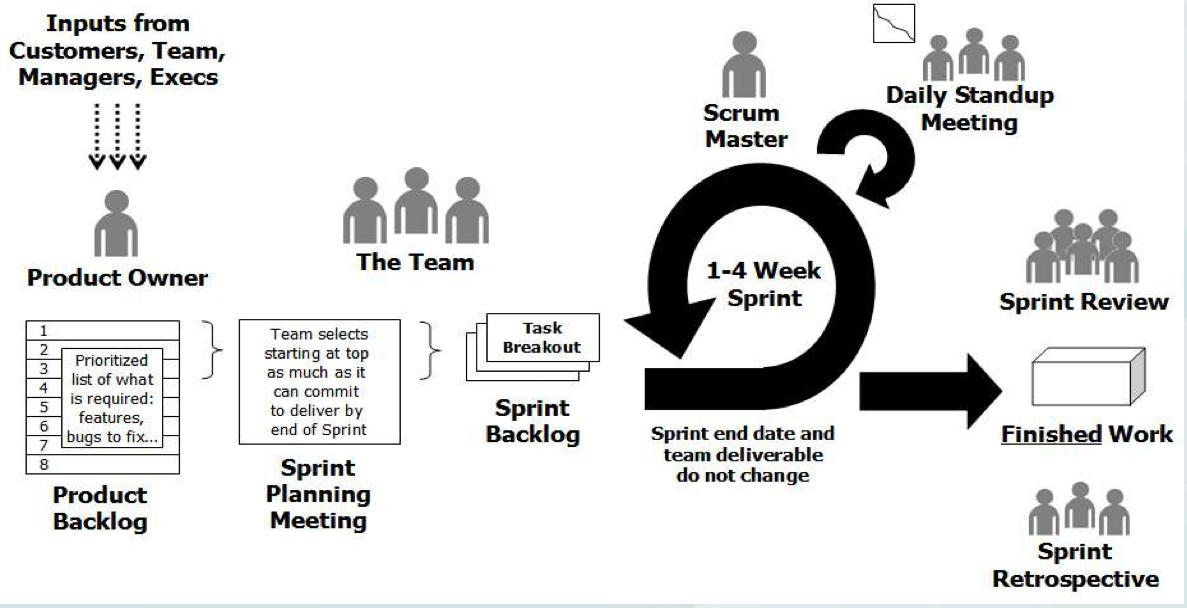 Inputs from
Customers, Team,
Managers, Execs
Product Owner
The Team
Scrum
Master
Daily Standup
Meeting
1
2
3
4
5
6
7
8
Prioritized
list of what
is required:
features,
bugs to fix...
Product
Backlog
Team selects
starting at top
as much as it
can commit
to deliver by
end of Sprint
Sprint
Planning
Meeting
Task
Breakout
Sprint
Backlog
1-4 Week
Sprint
Sprint end date and
team deliverable
do not change
Sprint Review
Finished Work
Sprint
Retrospective